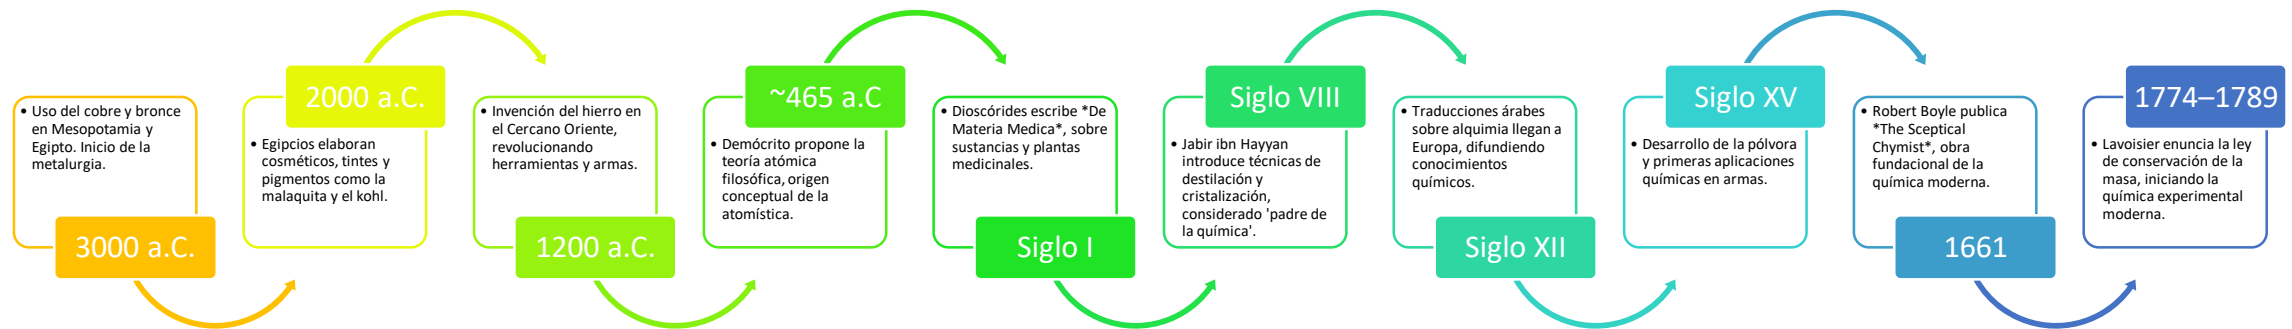 • Uso del cobre y bronce
en Mesopotamia y
Egipto. Inicio de la
metalurgia.
3000 a.C.
2000 a.C.
• Egipcios elaboran
cosméticos, tintes y
pigmentos como la
malaquita y el kohl.
• Invención del hierro en
el Cercano Oriente,
revolucionando
herramientas y armas.
1200 a.C.
~465 a.C
• Demócrito propone la
teoría atómica
filosófica, origen
conceptual de la
atomística.
• Dioscórides escribe *De
Materia Medica*, sobre
sustancias y plantas
medicinales.
Siglo I
Siglo VIII
• Jabir ibn Hayyan
introduce técnicas de
destilación y
cristalización,
considerado 'padre de
la química'.
• Traducciones árabes
sobre alquimia llegan a
Europa, difundiendo
conocimientos
químicos.
Siglo XII
Siglo XV
• Desarrollo de la pólvora
y primeras aplicaciones
químicas en armas.
• Robert Boyle publica
*The Sceptical
Chymist*, obra
fundacional de la
química moderna.
1661
1774–1789
• Lavoisier enuncia la ley
de conservación de la
masa, iniciando la
química experimental
moderna.